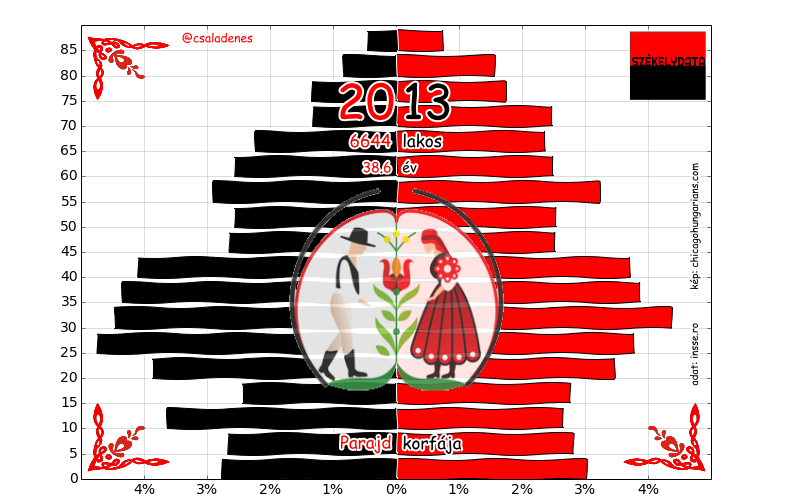 @csaladenes
SZÉKELYDATA
2013
6644 lakos
38.6 év
kép: chicagohungarians.com
adat: insse.ro
Parajd korfája
85
80
75
70
65
60
55
50
45
40
35
30
25
20
15
10
5
0
4% 3% 2% 1% 0% 1% 2% 3% 4%